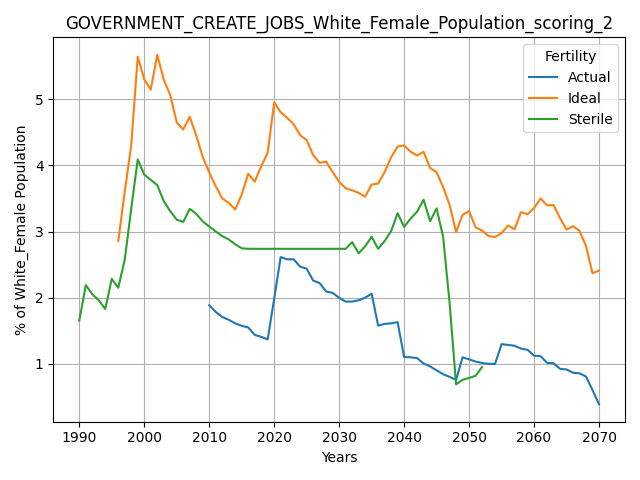 GOVERNMENT_CREATE_JOBS_White_Female_Population_scoring_2
Fertility
Actual
Ideal
Sterile
% of White_Female Population
5
4
3
2
1
1990 2000 2010 2020 2030 2040 2050 2060 2070
Years